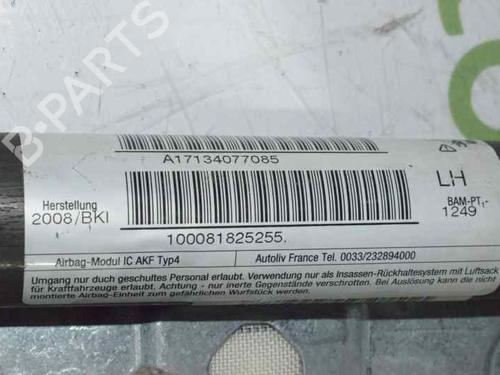 A17134077085
LH
Herstellung
2008/BKI
BAM-PT₁-
1249
100081825255.
Airbag-Modul IC AKF Typ4
Autoliv France Tel. 0033/232894000
Umgang nur duch geschultes Personal erlaubt. Verwendung nur als Insassen-Rückhaltesystem mit Luftsack
für Kraftfahrzeuge erlaubt. Achtung - nur inerte Gegenstände verschrotten. Bei Auslösung kann die nicht
montierte Airbag-Einheit zum gefährlichen Wurfstück werden!